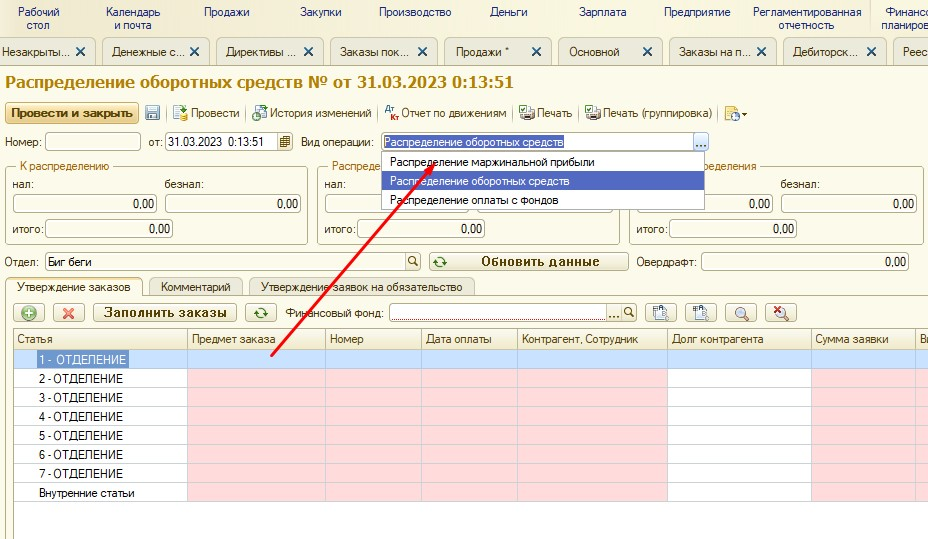 Рабочий стол
Календарь и почта
Продажи
Закупки
Производство
Деньги
Зарплата
Предприятие
Регламентированная отчетность
Финансо планиров
Незакрыты...
Денежные с...
Директивы ...
Заказы пок...
Продажи *
Основной
Заказы на п...
Дебиторск...
Реес
Распределение оборотных средств № от 31.03.2023 0:13:51
Провести и закрыть
Провести
История изменений
Дт Кт Отчет по движениям
Печать
Печать (группировка)
Номер:
от: 31.03.2023 0:13:51
Вид операции: Распределение оборотных средств ...
Распределение маржинальной прибыли
Распределение оборотных средств
Распределение оплаты с фондов
К распределению
Распреде
пределения
нал:
безнал:
нал:
безнал:
0,00
0,00
0,00
0,00
итого: 0,00
итого: 0,00
итого: 0,00
Отдел: Биг беги
Обновить данные
Овердрафт: 0,00
Утверждение заказов
Комментарий
Утверждение заявок на обязательство
Заполнить заказы
Финансовый фонд: ...
Статья
Предмет заказа
Номер
Дата оплаты
Контрагент, Сотрудник
Долг контрагента
Сумма заявки
1 - ОТДЕЛЕНИЕ
2 - ОТДЕЛЕНИЕ
3 - ОТДЕЛЕНИЕ
4 - ОТДЕЛЕНИЕ
5 - ОТДЕЛЕНИЕ
6 - ОТДЕЛЕНИЕ
7 - ОТДЕЛЕНИЕ
Внутренние статьи